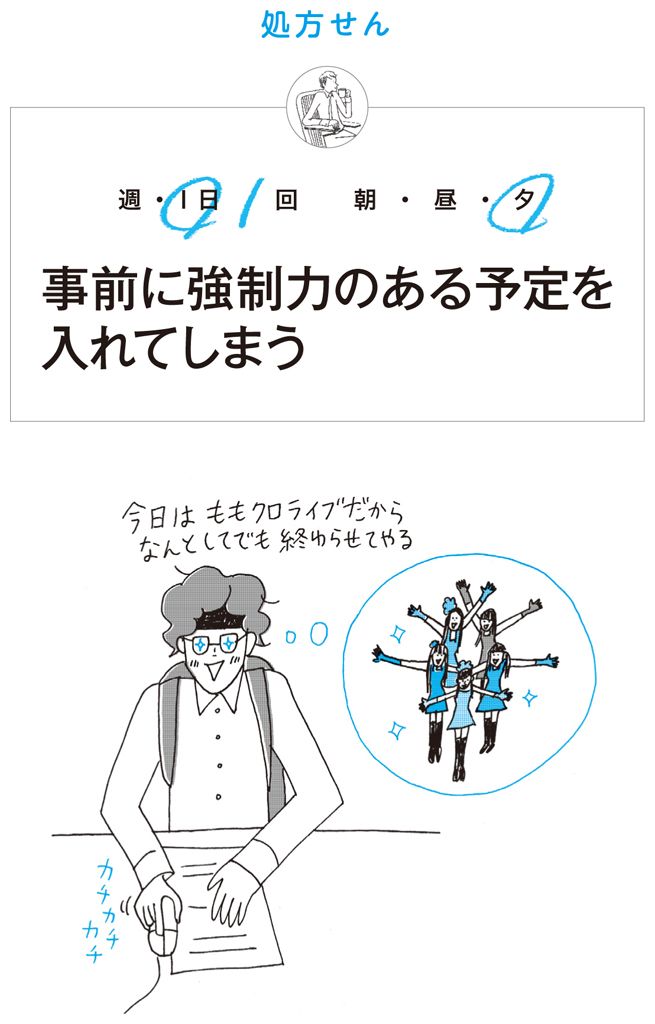 処方せん
週・1日 1 回 朝・昼・夕
事前に強制力のある予定を
入れてしまう
今日は ももクロライブだから
なんとしてでも 終わらせてやる
カチカチ
カチ